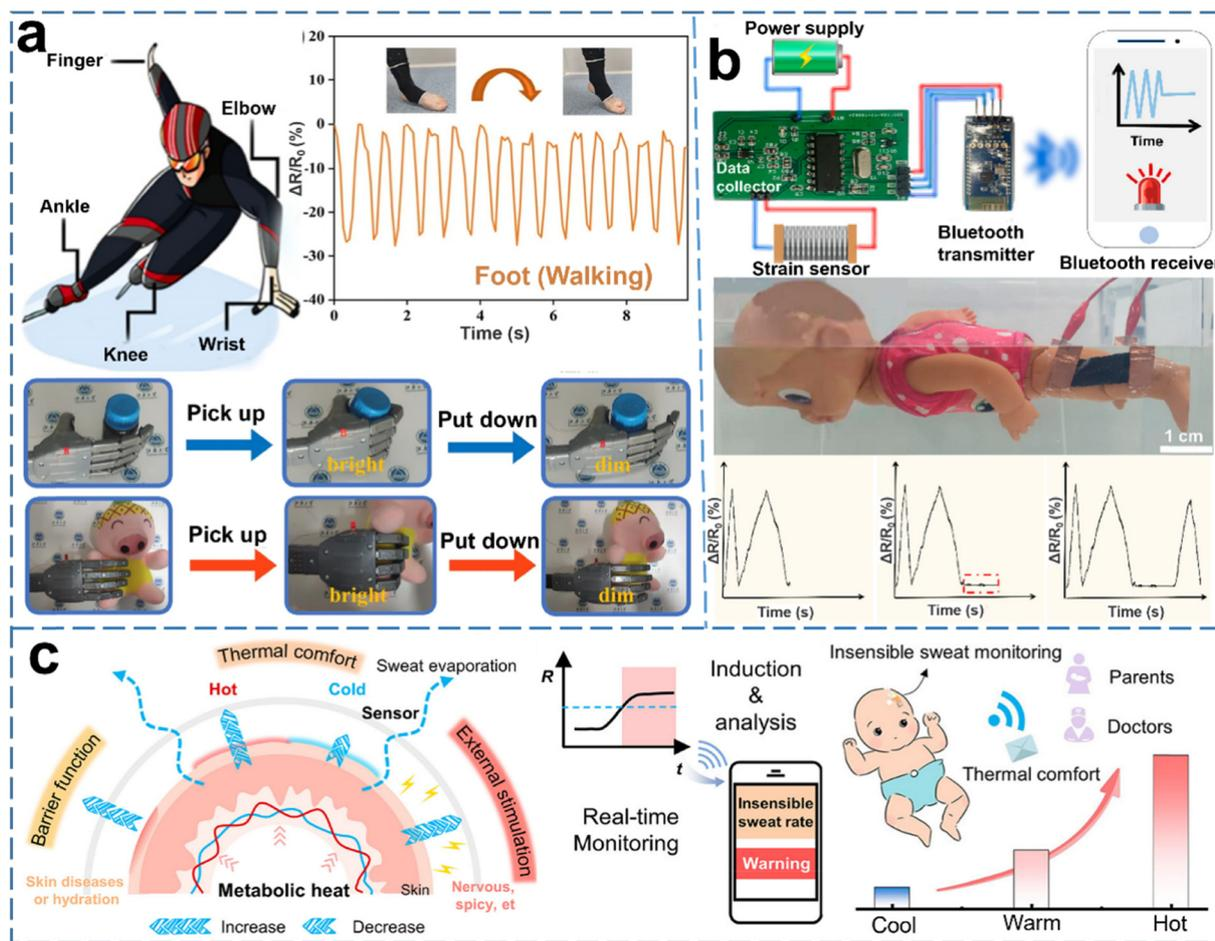 a
Finger
Elbow
Ankle
Knee
Wrist
20
10
0
-10
-20
-30
-40
ΔR/R₀ (%)
Foot (Walking)
0 2 4 6 8
Time (s)
Pick up
bright
Put down
dim
Pick up
bright
Put down
dim
b
Power supply
Data
collector
Strain sensor
Bluetooth
transmitter
Time
Bluetooth receiver
1 cm
ΔR/R₀ (%)
Time (s)
ΔR/R₀ (%)
Time (s)
ΔR/R₀ (%)
Time (s)
c
Thermal comfort
Sweat evaporation
Hot
Cold
Sensor
Barrier function
External stimulation
Skin diseases
or hydration
Metabolic heat
Skin
Nervous,
spicy, et
Increase
Decrease
R
t
Induction
&
analysis
Real-time
Monitoring
Insensible
sweat rate
Warning
Insensible sweat monitoring
Parents
Doctors
Thermal comfort
Cool
Warm
Hot